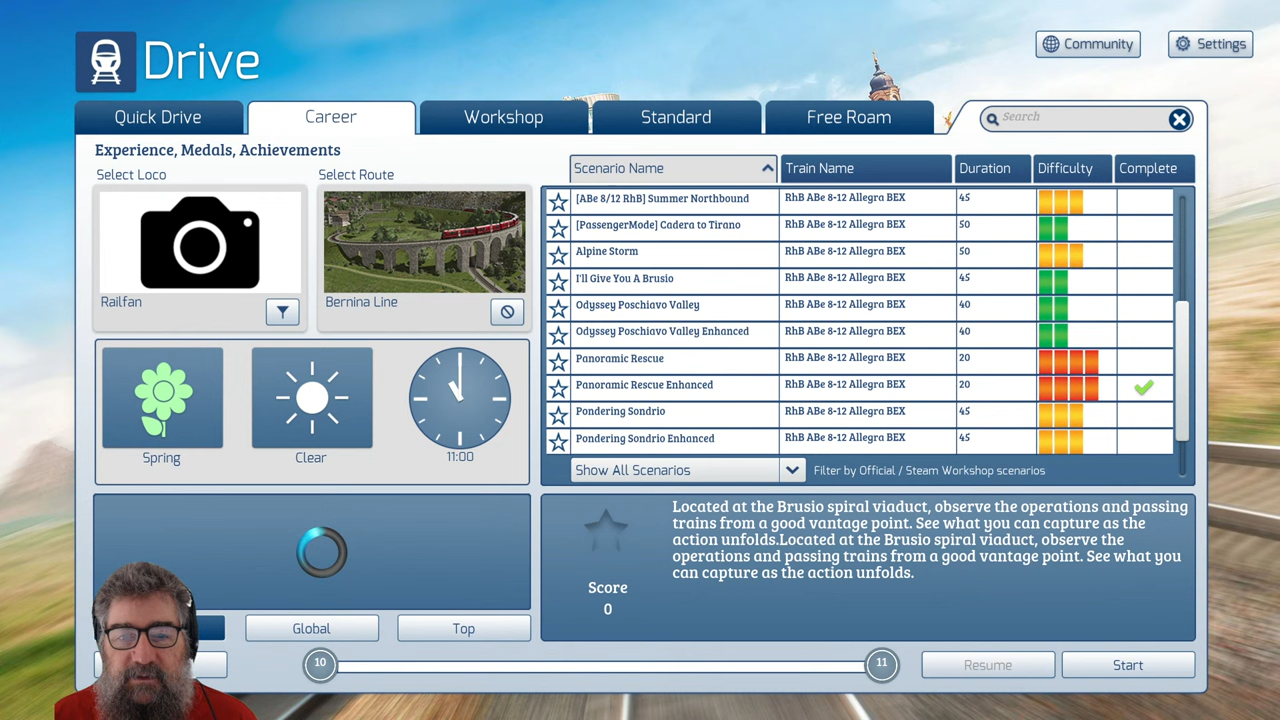 Drive
Community
Settings
Quick Drive
Career
Workshop
Standard
Free Roam
Search
Experience, Medals, Achievements
Select Loco
Select Route
Railfan
Bernina Line
Spring
Clear
11:00
Scenario Name
Train Name
Duration
Difficulty
Complete
[ABe 8/12 RhB] Summer Northbound RhB ABe 8-12 Allegra BEX 45
[PassengerMode] Cadera to Tirano RhB ABe 8-12 Allegra BEX 50
Alpine Storm RhB ABe 8-12 Allegra BEX 50
I'll Give You A Brusio RhB ABe 8-12 Allegra BEX 45
Odyssey Poschiavo Valley RhB ABe 8-12 Allegra BEX 40
Odyssey Poschiavo Valley Enhanced RhB ABe 8-12 Allegra BEX 40
Panoramic Rescue RhB ABe 8-12 Allegra BEX 20
Panoramic Rescue Enhanced RhB ABe 8-12 Allegra BEX 20
Pondering Sondrio RhB ABe 8-12 Allegra BEX 45
Pondering Sondrio Enhanced RhB ABe 8-12 Allegra BEX 45
Show All Scenarios
Filter by Official / Steam Workshop scenarios
Score
0
Located at the Brusio spiral viaduct, observe the operations and passing
trains from a good vantage point. See what you can capture as the
action unfolds.Located at the Brusio spiral viaduct, observe the
operations and passing trains from a good vantage point. See what you
can capture as the action unfolds.
Global
Top
10
11
Resume
Start